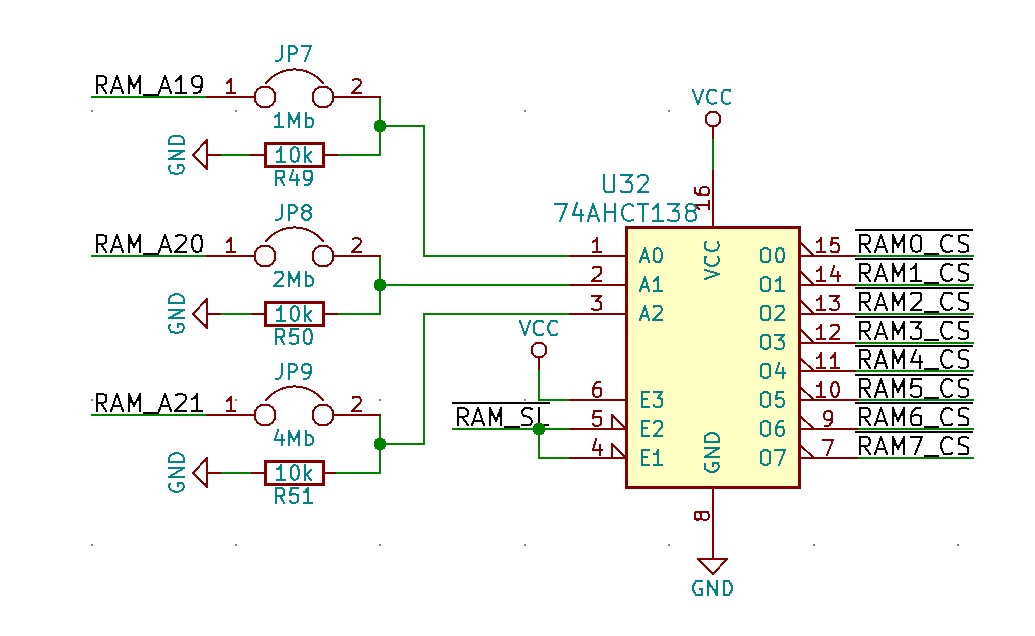 JP7
RAM_A19 1 2
1Mb
GND 10k
R49
JP8
RAM_A20 1 2
2Mb
GND 10k
R50
JP9
RAM_A21 1 2
4Mb
GND 10k
R51
VCC
16
U32
74AHCT138
VCC
1 A0 O0 15 RAM0_CS
2 A1 O1 14 RAM1_CS
3 A2 O2 13 RAM2_CS
VCC
O3 12 RAM3_CS
O4 11 RAM4_CS
6 E3 O5 10 RAM5_CS
RAM_SL 5 E2 O6 9 RAM6_CS
4 E1 GND O7 7 RAM7_CS
8
GND